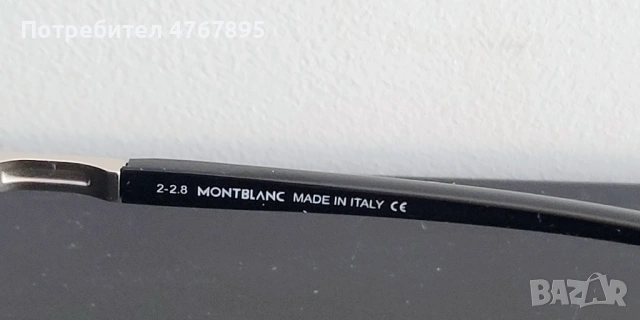 Потребител 4767895
2-2.8 MONTBLANC MADE IN ITALY CE
BAZAR